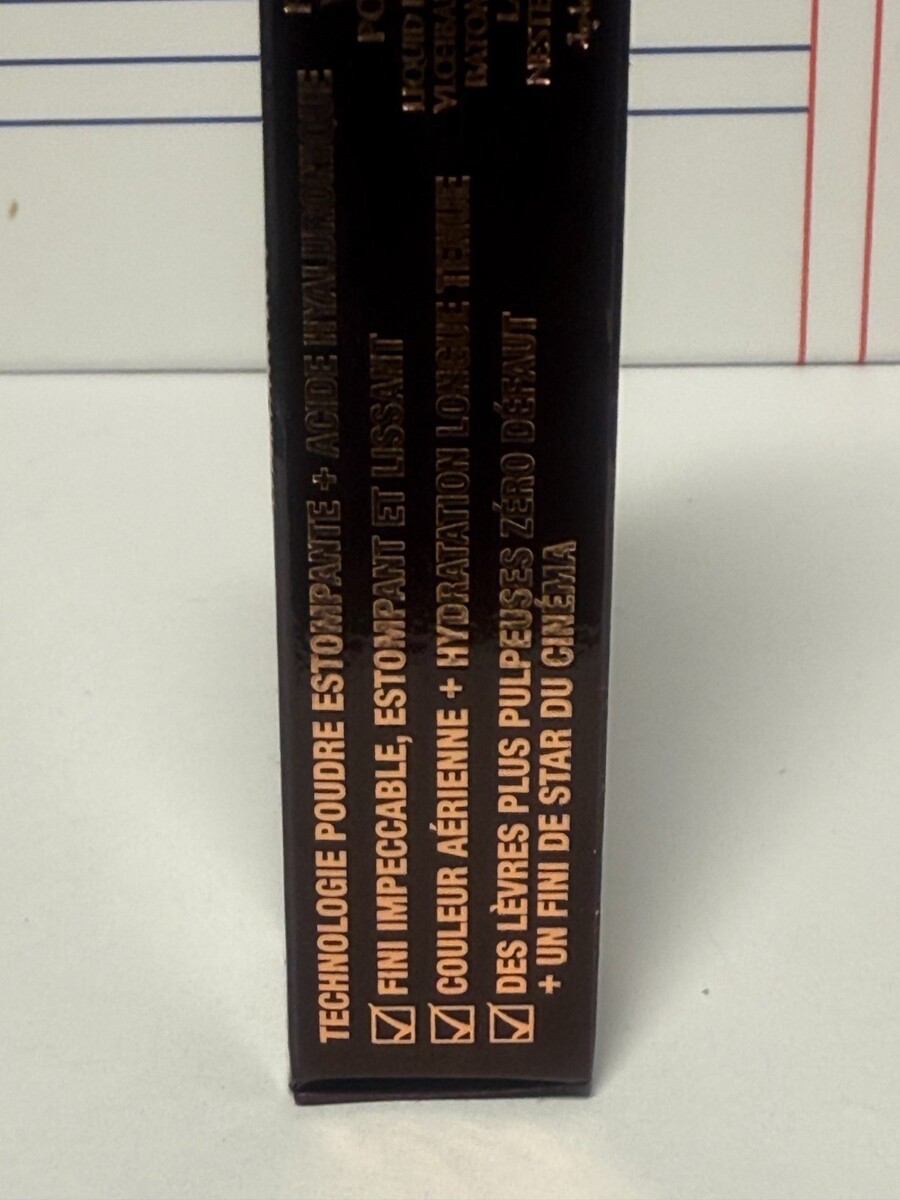 TECHNOLOGIE POUDRE ESTOMPANTE + ACIDE HYALURONIQUE
FINI IMPECCABLE, ESTOMPANT ET LISSANT
COULEUR AÉRIENNE + HYDRATATION LONGUE TENUE
DES LÈVRES PLUS PULPEUSES ZÉRO DÉFAUT
+ UN FINI DE STAR DU CINÉMA
LIQUID